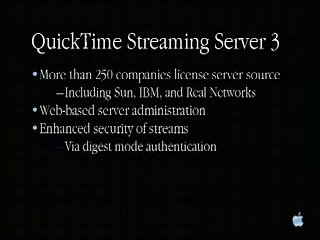 QuickTime Streaming Server 3
• More than 250 companies license server source
–Including Sun, IBM, and Real Networks
• Web-based server administration
• Enhanced security of streams
–Via digest mode authentication